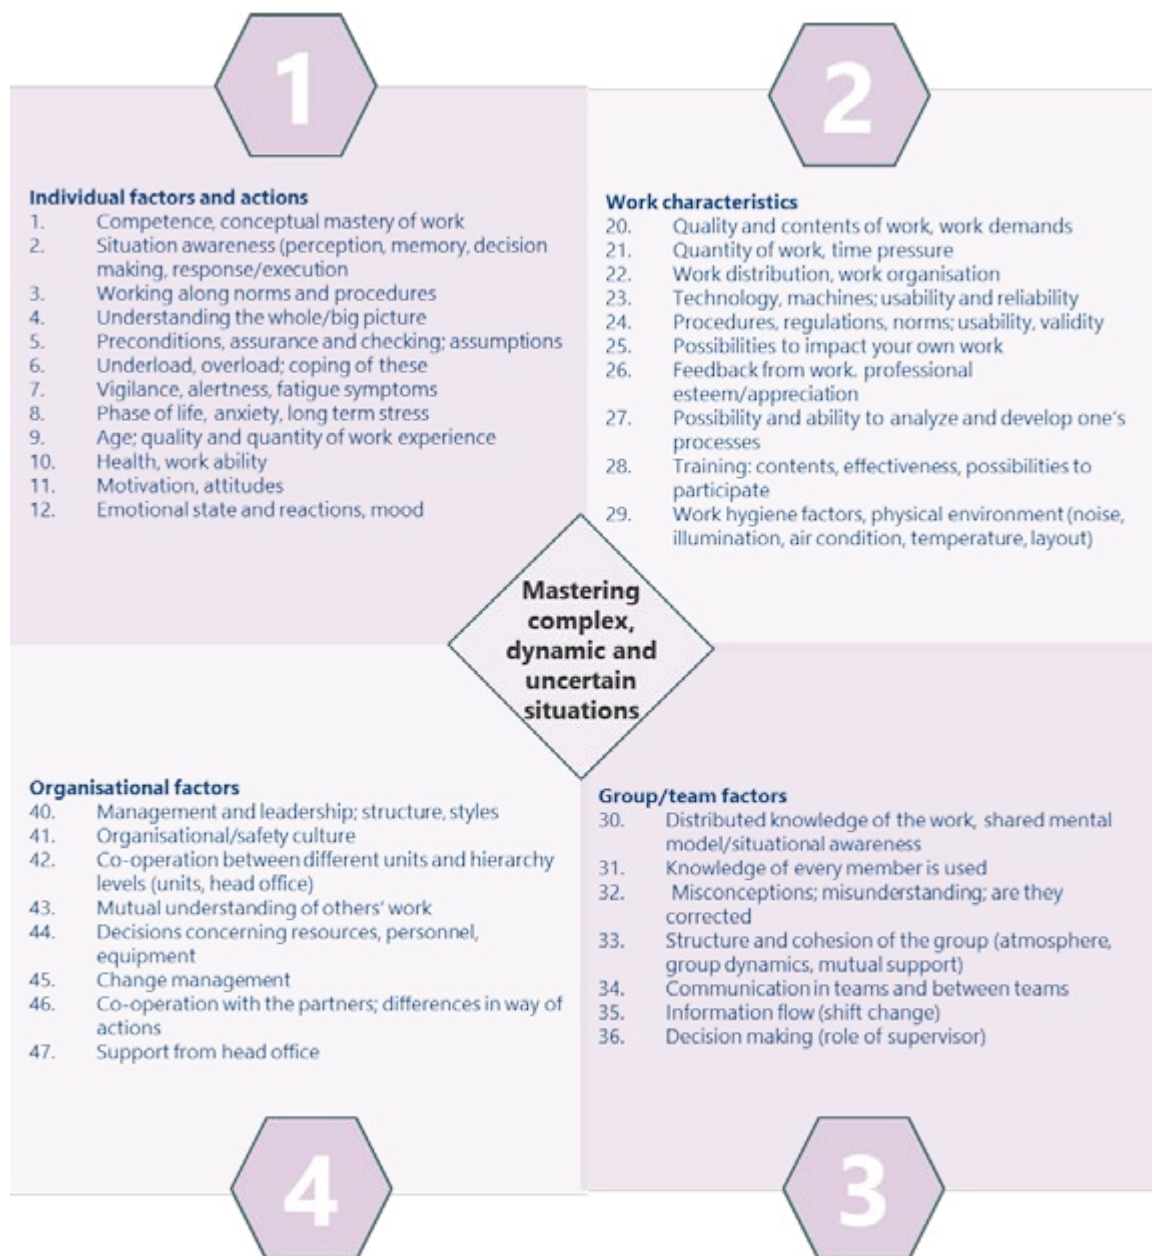 1
2
Individual factors and actions
1. Competence, conceptual mastery of work
2. Situation awareness (perception, memory, decision
making, response/execution
3. Working along norms and procedures
4. Understanding the whole/big picture
5. Preconditions, assurance and checking; assumptions
6. Underload, overload; coping of these
7. Vigilance, alertness, fatigue symptoms
8. Phase of life, anxiety, long term stress
9. Age; quality and quantity of work experience
10. Health, work ability
11. Motivation, attitudes
12. Emotional state and reactions, mood
Work characteristics
20. Quality and contents of work, work demands
21. Quantity of work, time pressure
22. Work distribution, work organisation
23. Technology, machines; usability and reliability
24. Procedures, regulations, norms; usability, validity
25. Possibilities to impact your own work
26. Feedback from work. professional
esteem/appreciation
27. Possibility and ability to analyze and develop one's
processes
28. Training: contents, effectiveness, possibilities to
participate
29. Work hygiene factors, physical environment (noise,
illumination, air condition, temperature, layout)
Mastering
complex,
dynamic and
uncertain
situations
Organisational factors
40. Management and leadership; structure, styles
41. Organisational/safety culture
42. Co-operation between different units and hierarchy
levels (units, head office)
43. Mutual understanding of others' work
44. Decisions concerning resources, personnel,
equipment
45. Change management
46. Co-operation with the partners; differences in way of
actions
47. Support from head office
Group/team factors
30. Distributed knowledge of the work, shared mental
model/situational awareness
31. Knowledge of every member is used
32. Misconceptions; misunderstanding; are they
corrected
33. Structure and cohesion of the group (atmosphere,
group dynamics, mutual support)
34. Communication in teams and between teams
35. Information flow (shift change)
36. Decision making (role of supervisor)
4
3